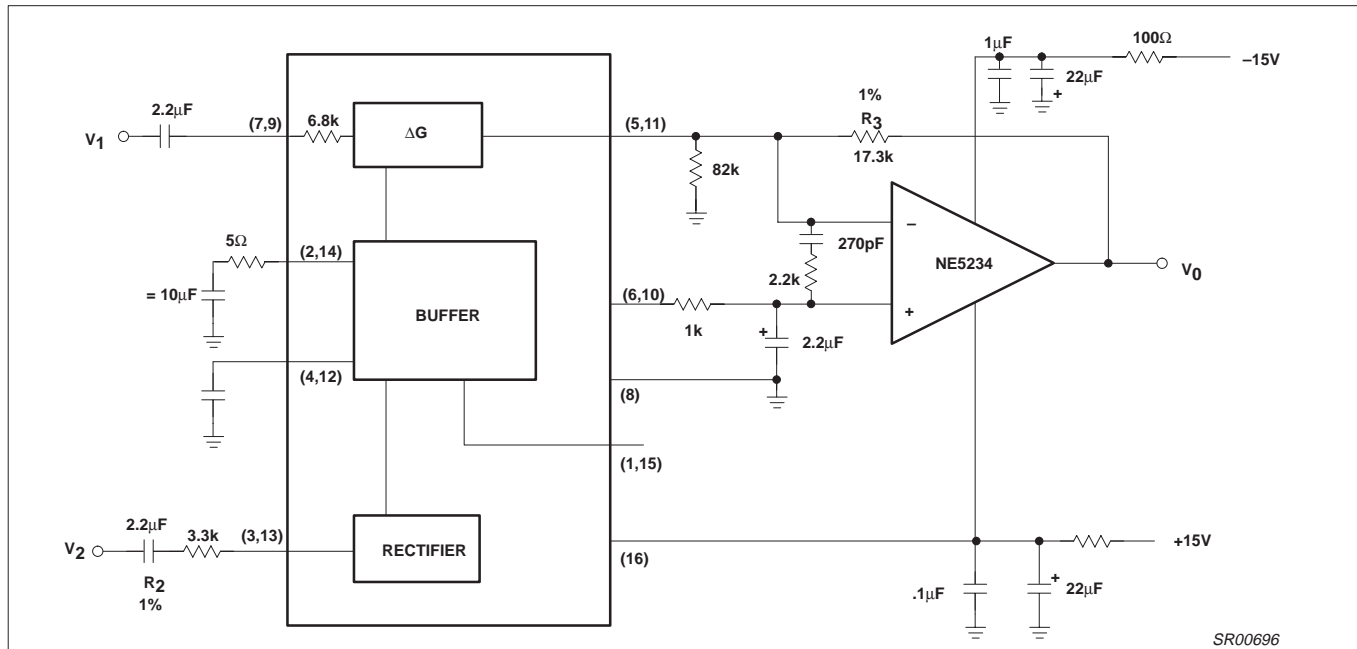 1μF
100Ω
–15V
22μF
+
2.2μF
(7,9)
6.8k
ΔG
(5,11)
1%
R3
17.3k
V1
82k
5Ω
(2,14)
= 10μF
BUFFER
270pF
2.2k
–
NE5234
V0
(6,10)
1k
+
+
2.2μF
(4,12)
(8)
(1,15)
2.2μF
3.3k
(3,13)
V2
R2
1%
RECTIFIER
(16)
+15V
.1μF
+
22μF
SR00696